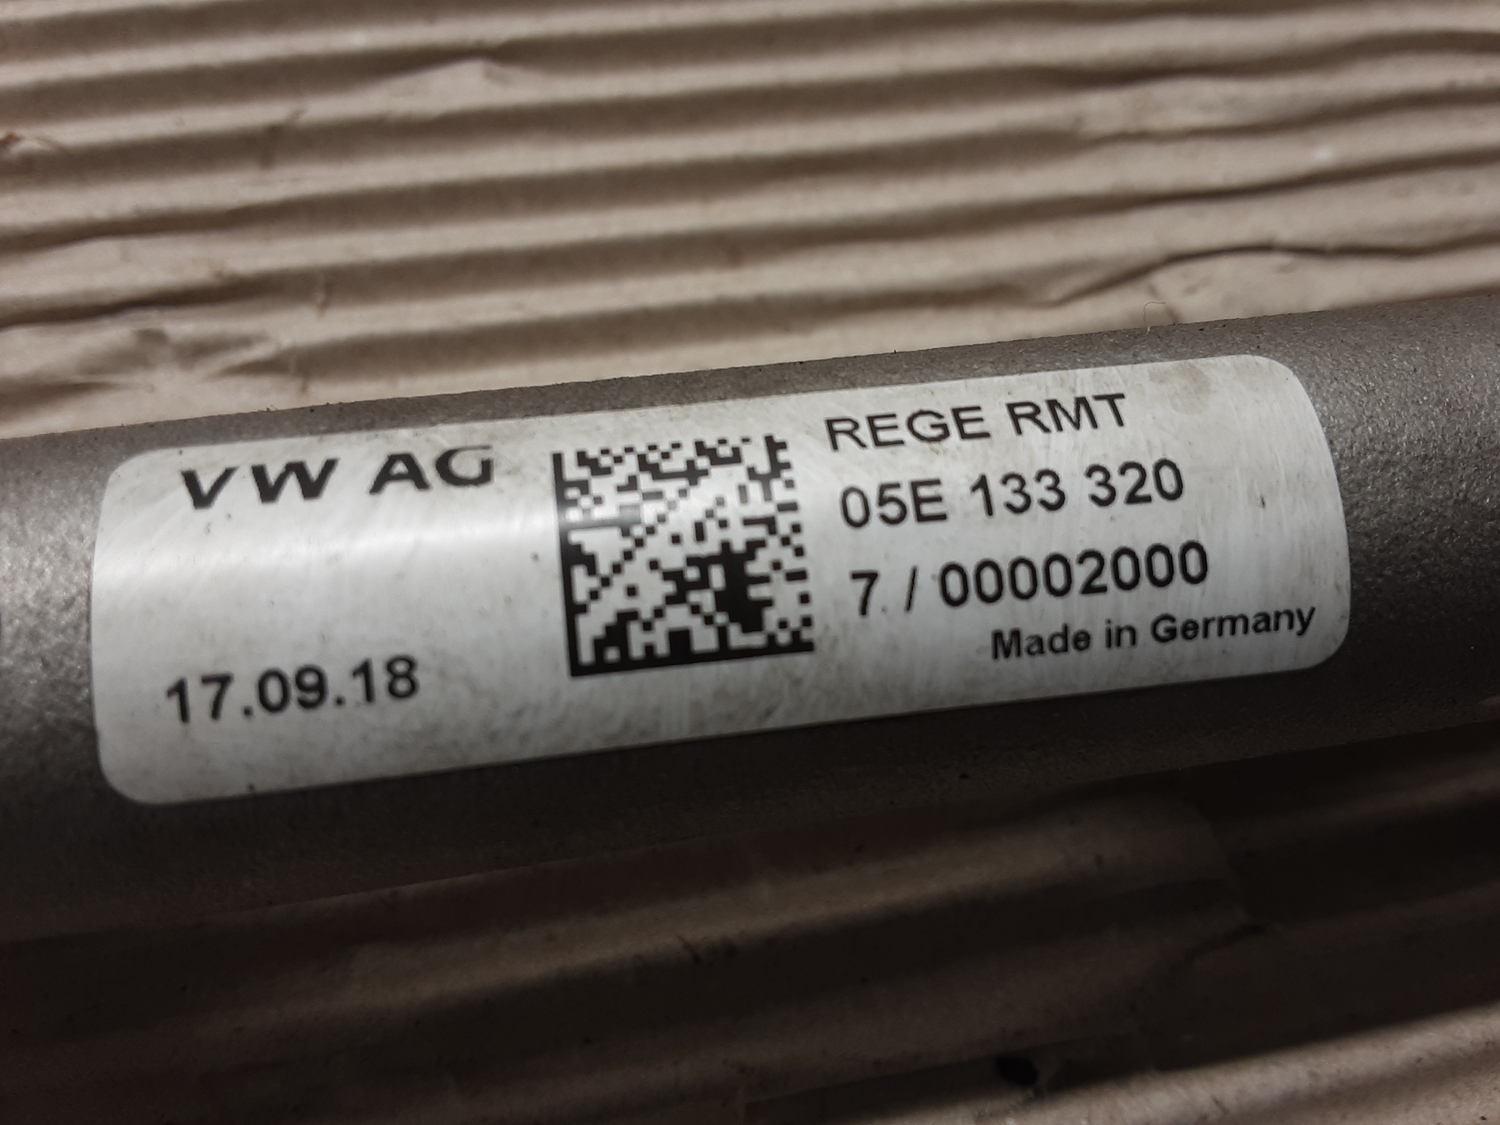 VW AG
17.09.18
REGE RMT
05E 133 320
7 / 00002000
Made in Germany